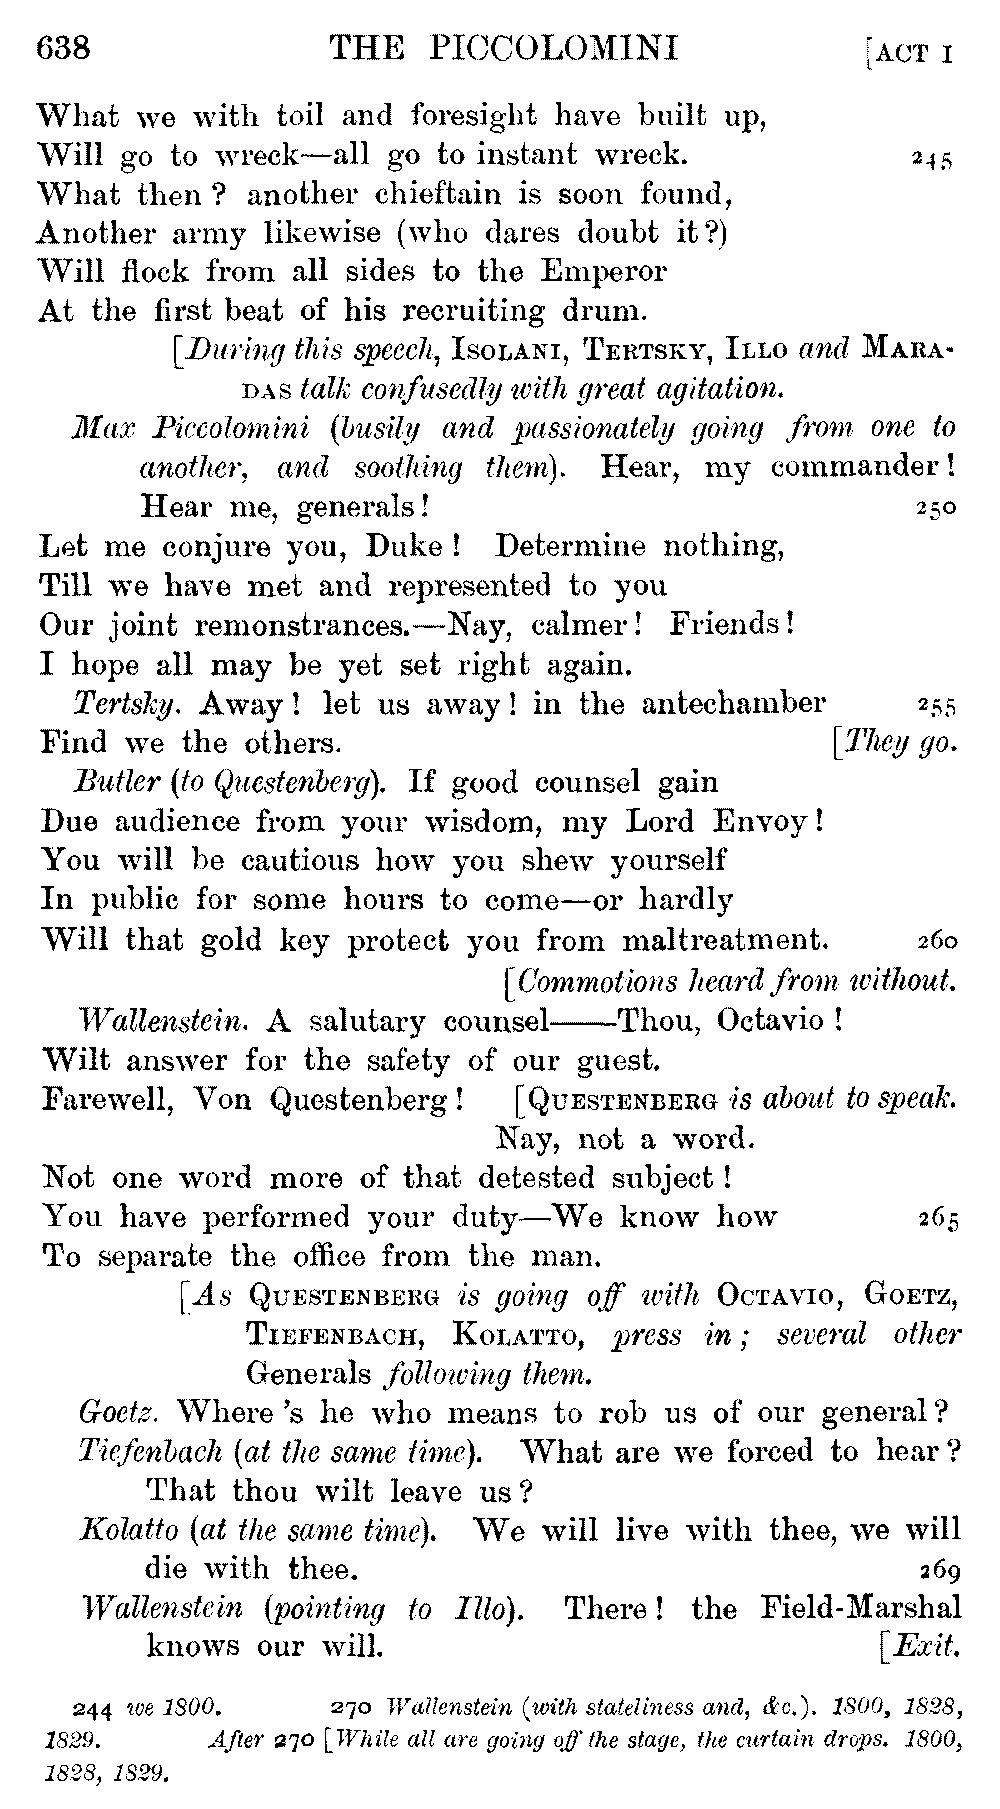 638 THE PICCOLOMINI [ACT I
What we with toil and foresight have built up,
Will go to wreck—all go to instant wreck. 245
What then? another chieftain is soon found,
Another army likewise (who dares doubt it?)
Will flock from all sides to the Emperor
At the first beat of his recruiting drum.
[During this speech, ISOLANI, TERTSKY, ILLO and MARA-
DAS talk confusedly with great agitation.
Max Piccolomini (busily and passionately going from one to
another, and soothing them). Hear, my commander!
Hear me, generals! 250
Let me conjure you, Duke! Determine nothing,
Till we have met and represented to you
Our joint remonstrances.—Nay, calmer! Friends!
I hope all may be yet set right again.
Tertsky. Away! let us away! in the antechamber 255
Find we the others. [They go.
Butler (to Questenberg). If good counsel gain
Due audience from your wisdom, my Lord Envoy!
You will be cautious how you shew yourself
In public for some hours to come—or hardly
Will that gold key protect you from maltreatment. 260
[Commotions heard from without.
Wallenstein. A salutary counsel——Thou, Octavio!
Wilt answer for the safety of our guest.
Farewell, Von Questenberg! [QUESTENBERG is about to speak.
Nay, not a word.
Not one word more of that detested subject!
You have performed your duty—We know how 265
To separate the office from the man.
[As QUESTENBERG is going off with OCTAVIO, GOETZ,
TIEFENBACH, KOLATTO, press in; several other
Generals following them.
Goetz. Where's he who means to rob us of our general?
Tiefenbach (at the same time). What are we forced to hear?
That thou wilt leave us?
Kolatto (at the same time). We will live with thee, we will
die with thee. 269
Wallenstein (pointing to Illo). There! the Field-Marshal
knows our will. [Exit.
244 we 1800. 270 Wallenstein (with stateliness and, &c.). 1800, 1828,
1829. After 270 [While all are going off the stage, the curtain drops. 1800,
1828, 1829.